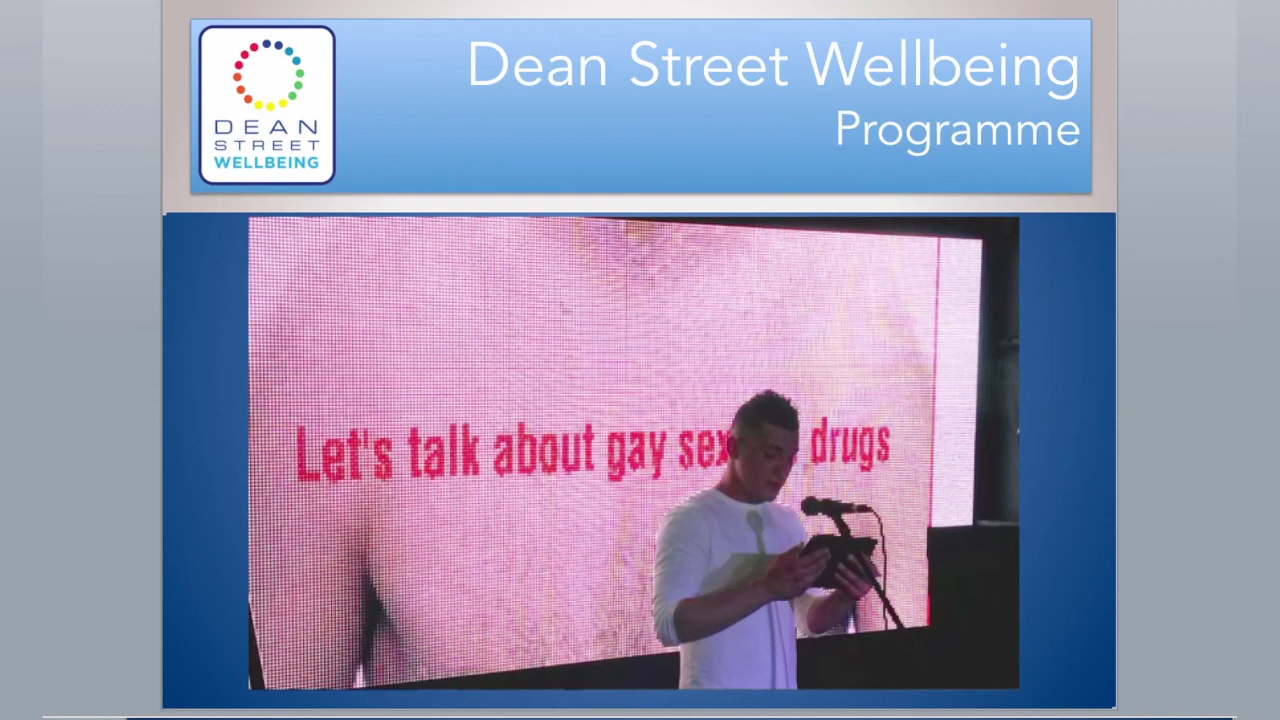 Dean Street Wellbeing
Programme
DEAN
STREET
WELLBEING
Let's talk about gay sex drugs